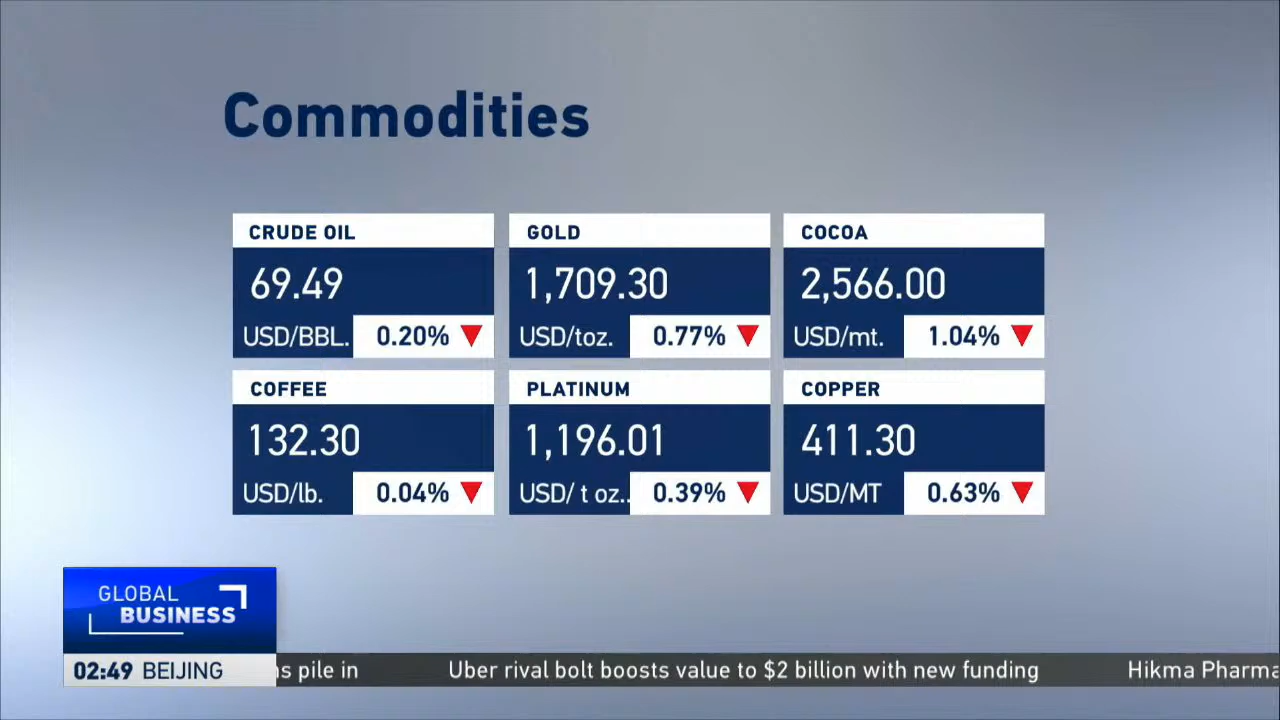 Commodities
CRUDE OIL
69.49
USD/BBL. 0.20%
GOLD
1,709.30
USD/toz. 0.77%
COCOA
2,566.00
USD/mt. 1.04%
COFFEE
132.30
USD/lb. 0.04%
PLATINUM
1,196.01
USD/ t oz.. 0.39%
COPPER
411.30
USD/MT 0.63%
GLOBAL
BUSINESS
02:49 BEIJING
pile in Uber rival bolt boosts value to $2 billion with new funding Hikma Pharma